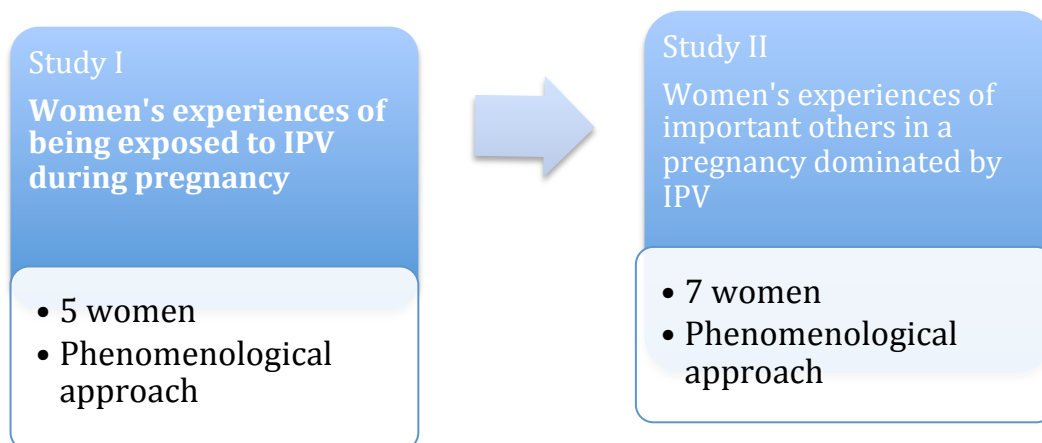 Study I
Women's experiences of
being exposed to IPV
during pregnancy
• 5 women
• Phenomenological
approach
Study II
Women's experiences of
important others in a
pregnancy dominated by
IPV
• 7 women
• Phenomenological
approach